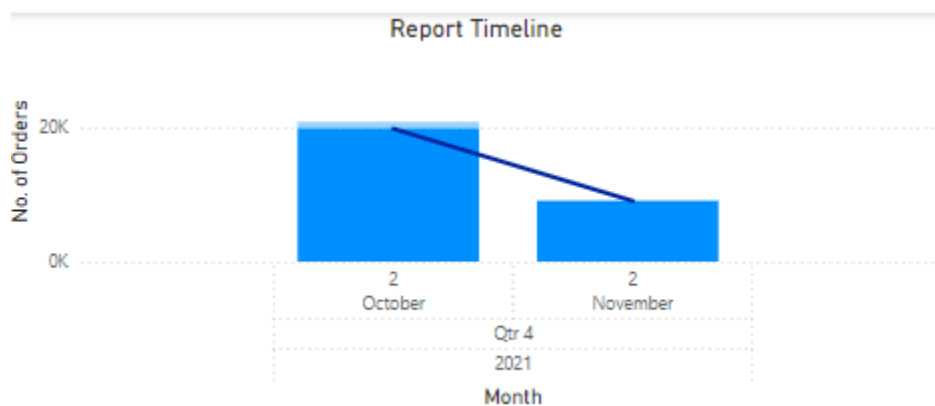 Report Timeline
No. of Orders
20K
0K
2 2
October November
Qtr 4
2021
Month